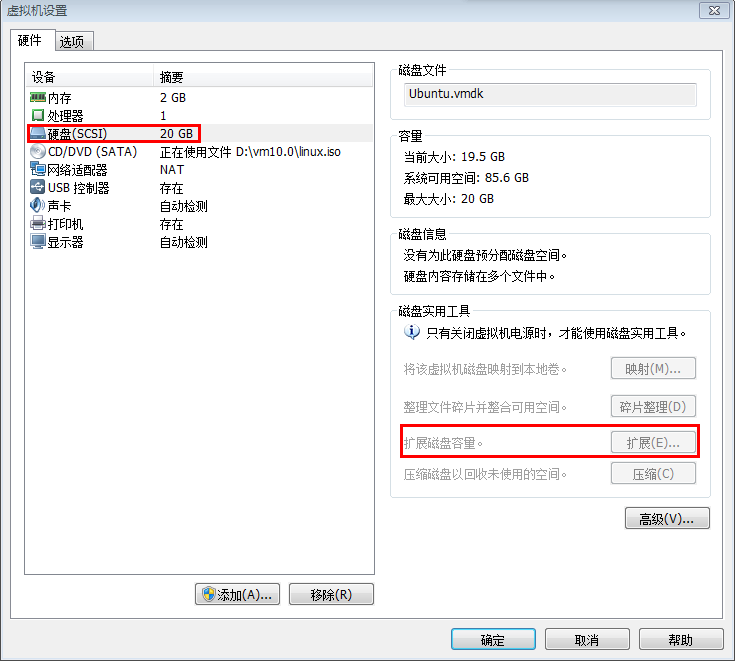 虚拟机设置
硬件 选项
设备 摘要
内存 2 GB
处理器 1
硬盘(SCSI) 20 GB
CD/DVD (SATA) 正在使用文件 D:\vm10.0\linux.iso
网络适配器 NAT
USB 控制器 存在
声卡 自动检测
打印机 存在
显示器 自动检测
添加(A)... 移除(R)
磁盘文件
Ubuntu.vmdk
容量
当前大小: 19.5 GB
系统可用空间: 85.6 GB
最大大小: 20 GB
磁盘信息
没有为此硬盘预分配磁盘空间。
硬盘内容存储在多个文件中。
磁盘实用工具
只有关闭虚拟机电源时，才能使用磁盘实用工具。
将该虚拟机磁盘映射到本地卷。 映射(M)...
整理文件碎片并整合可用空间。 碎片整理(D)
扩展磁盘容量。 扩展(E)...
压缩磁盘以回收未使用的空间。 压缩(C)
高级(V)...
确定 取消 帮助